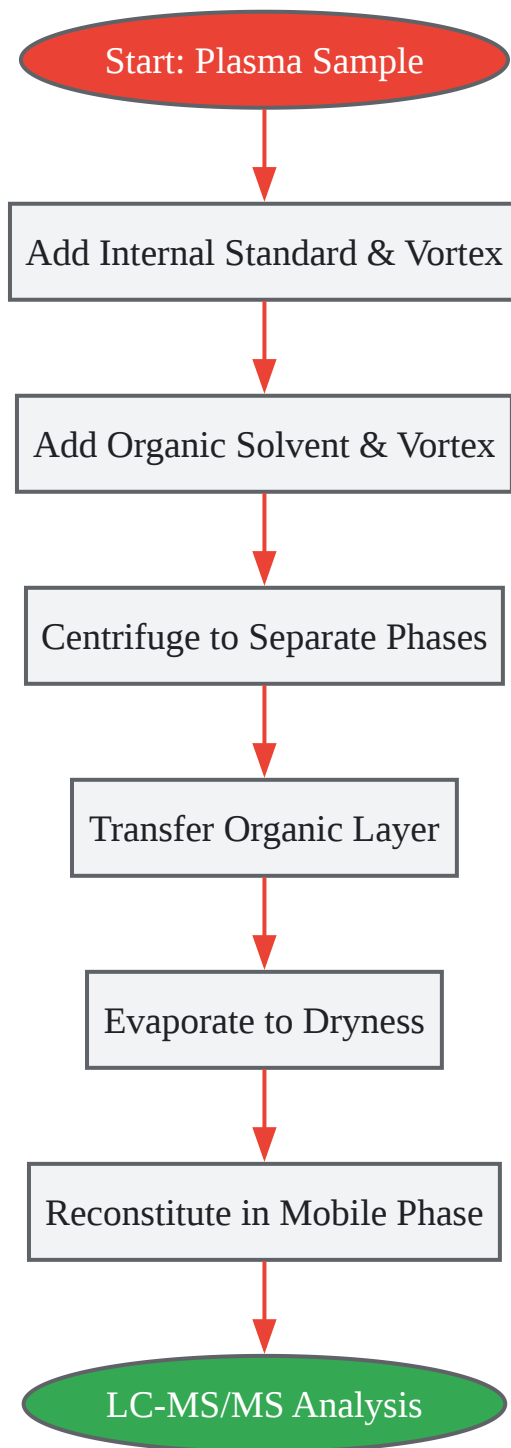 Start: Plasma Sample
Add Internal Standard & Vortex
Add Organic Solvent & Vortex
Centrifuge to Separate Phases
Transfer Organic Layer
Evaporate to Dryness
Reconstitute in Mobile Phase
LC-MS/MS Analysis